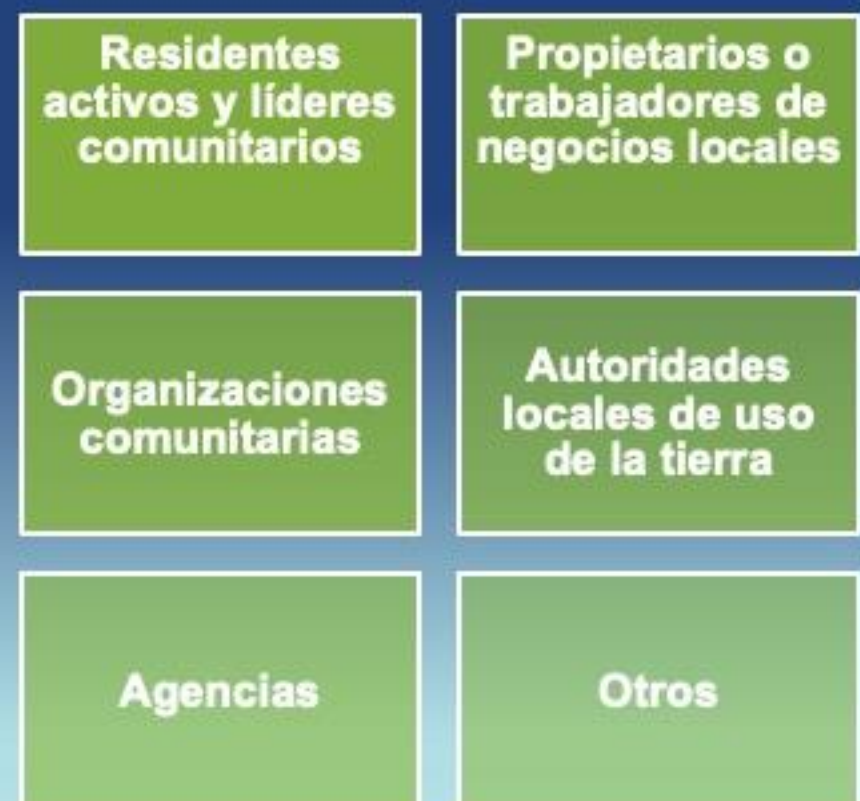 Residentes
activos y líderes
comunitarios
Propietarios o
trabajadores de
negocios locales
Organizaciones
comunitarias
Autoridades
locales de uso
de la tierra
Agencias
Otros